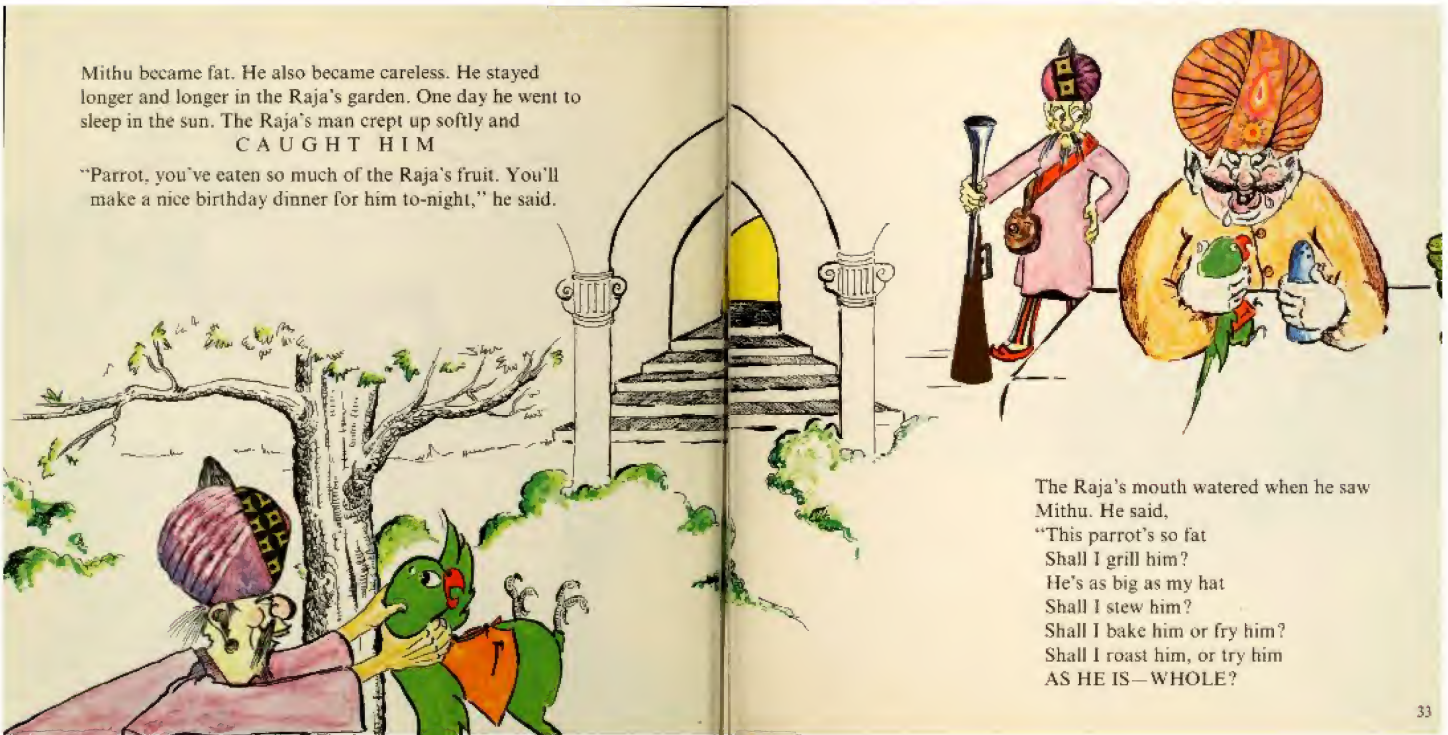 Mithu became fat. He also became careless. He stayed
longer and longer in the Raja's garden. One day he went to
sleep in the sun. The Raja's man crept up softly and
CAUGHT HIM
"Parrot, you've eaten so much of the Raja's fruit. You'll
make a nice birthday dinner for him to-night," he said.
The Raja's mouth watered when he saw
Mithu. He said,
"This parrot's so fat
Shall I grill him?
He's as big as my hat
Shall I stew him?
Shall I bake him or fry him?
Shall I roast him, or try him
AS HE IS—WHOLE?
33